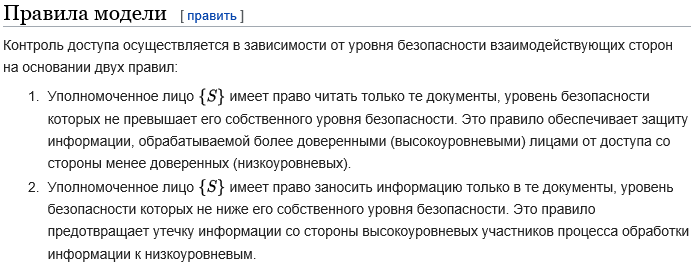 Правила модели [ править ]
Контроль доступа осуществляется в зависимости от уровня безопасности взаимодействующих сторон
на основании двух правил:
1. Уполномоченное лицо {S} имеет право читать только те документы, уровень безопасности
которых не превышает его собственного уровня безопасности. Это правило обеспечивает защиту
информации, обрабатываемой более доверенными (высокоуровневыми) лицами от доступа со
стороны менее доверенных (низкоуровневых).
2. Уполномоченное лицо {S} имеет право заносить информацию только в те документы, уровень
безопасности которых не ниже его собственного уровня безопасности. Это правило
предотвращает утечку информации со стороны высокоуровневых участников процесса обработки
информации к низкоуровневым.